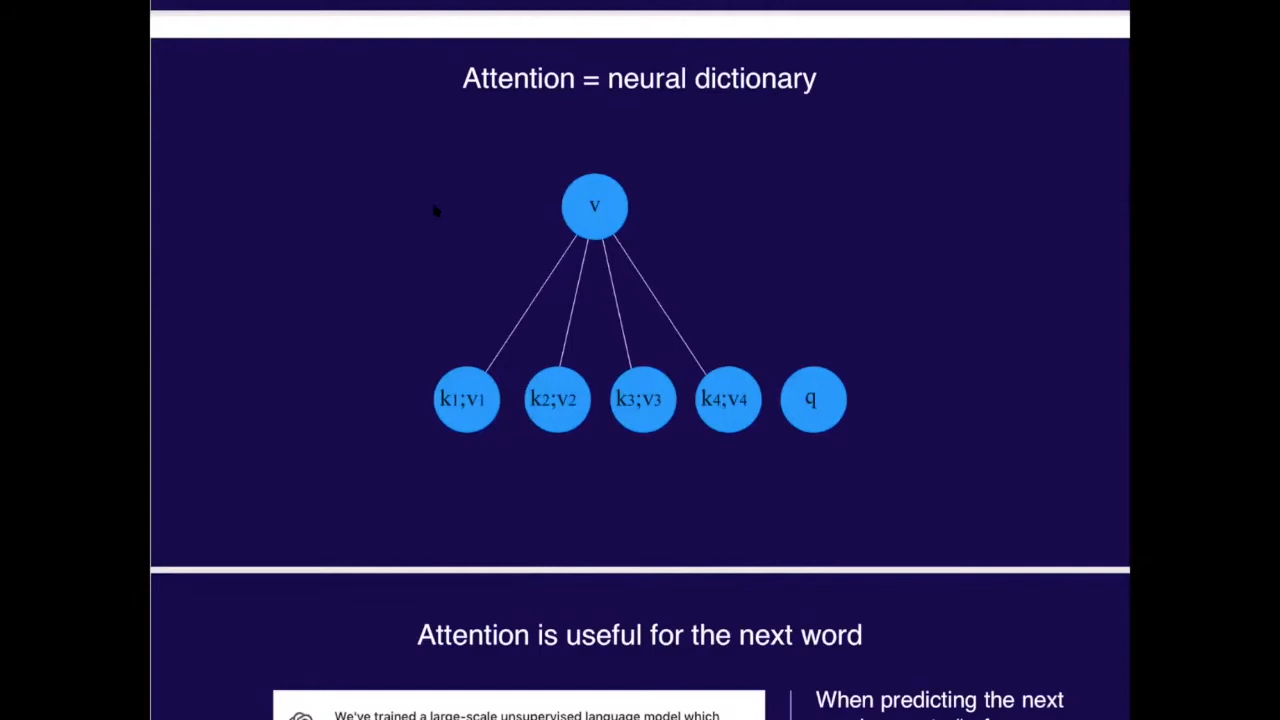 Attention = neural dictionary
v
k1;v1 k2;v2 k3;v3 k4;v4 q
Attention is useful for the next word
We've trained a large-scale unsupervised language model which
When predicting the next